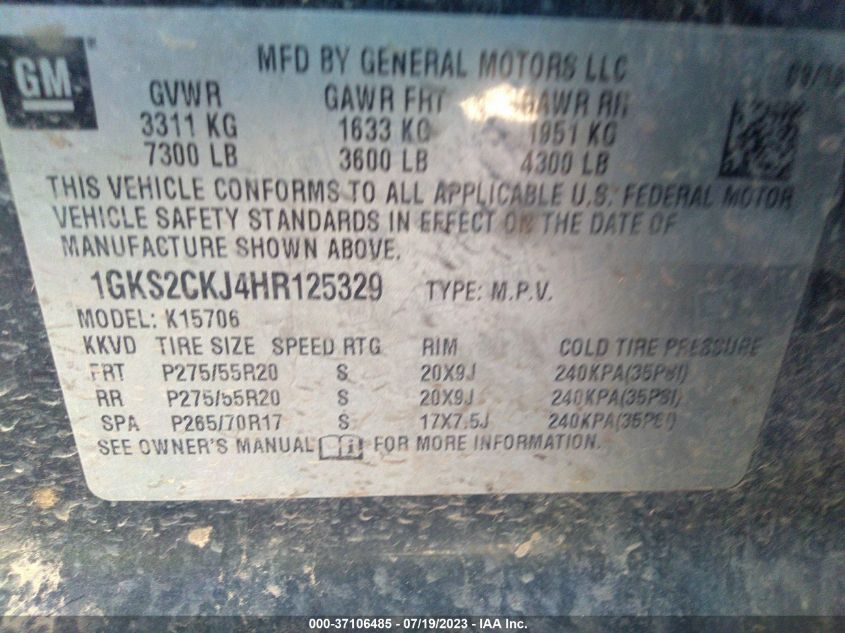 GM
MFD BY GENERAL MOTORS LLC
GVWR GAWR FRT GAWR RR
3311 KG 1633 KG 1951 KG
7300 LB 3600 LB 4300 LB
THIS VEHICLE CONFORMS TO ALL APPLICABLE U.S. FEDERAL MOTOR
VEHICLE SAFETY STANDARDS IN EFFECT ON THE DATE OF
MANUFACTURE SHOWN ABOVE.
1GKS2CKJ4HR125329 TYPE: M.P.V.
MODEL: K15706
KKVD TIRE SIZE SPEED RTG RIM COLD TIRE PRESSURE
FRT P275/55R20 S 20X9J 240KPA(35PSI)
RR P275/55R20 S 20X9J 240KPA(35PSI)
SPA P265/70R17 S 17X7.5J 240KPA(35PSI)
SEE OWNER'S MANUAL FOR MORE INFORMATION.
000-37106485 - 07/19/2023 - © IAA, Inc.